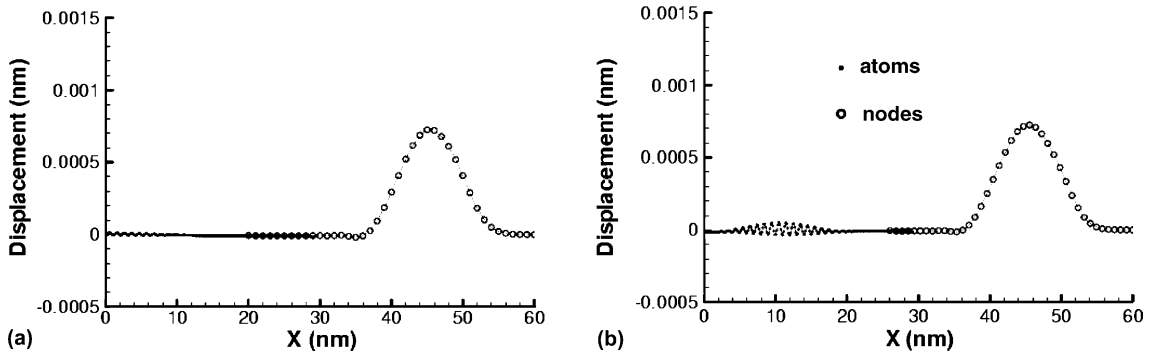 0.0015
0.001
0.0005
0
-0.0005
Displacement (nm)
0 10 20 30 40 50 60
X (nm)
(a)
0.0015
0.001
0.0005
0
-0.0005
Displacement (nm)
atoms
nodes
0 10 20 30 40 50 60
X (nm)
(b)